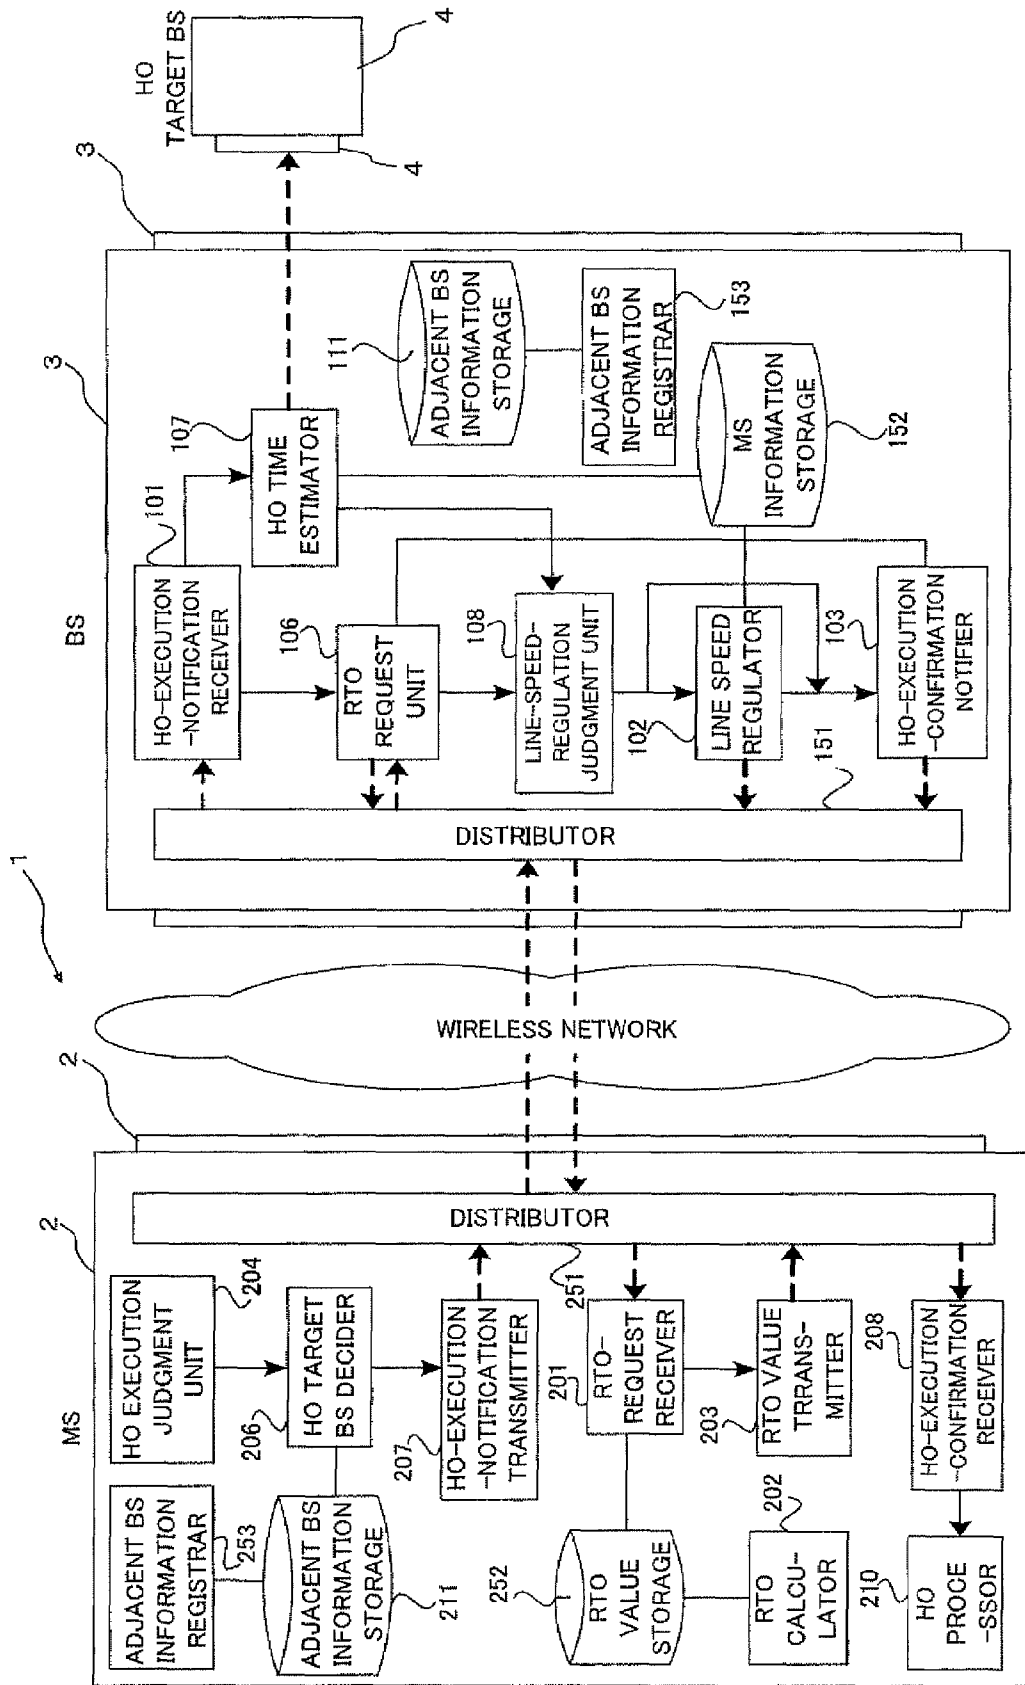 1
MS
2
2
ADJACENT BS
INFORMATION
REGISTRAR
253
ADJACENT BS
INFORMATION
STORAGE
211
HO EXECUTION
JUDGMENT
UNIT
204
HO TARGET
BS DECIDER
206
HO-EXECUTION
-NOTIFICATION
TRANSMITTER
207
RTO
VALUE
STORAGE
252
RTO-
REQUEST
RECEIVER
201
RTO
CALCU-
LATOR
202
RTO VALUE
TRRANS-
MITTER
203
HO-EXECUTION
-CONFIRMATION
RECEIVER
208
HO
PROCE
-SSOR
210
DISTRIBUTOR
251
WIRELESS NETWORK
BS
3
3
DISTRIBUTOR
151
HO-EXECUTION
-NOTIFICATION
RECEIVER
101
HO TIME
ESTIMATOR
107
RTO
REQUEST
UNIT
106
LINE-SPEED-
REGULATION
JUDGMENT UNIT
108
LINE SPEED
REGULATOR
102
HO-EXECUTION
-CONFIRMATION
NOTIFIER
103
ADJACENT BS
INFORMATION
STORAGE
111
ADJACENT BS
INFORMATION
REGISTRAR
153
MS
INFORMATION
STORAGE
152
HO
TARGET BS
4
4